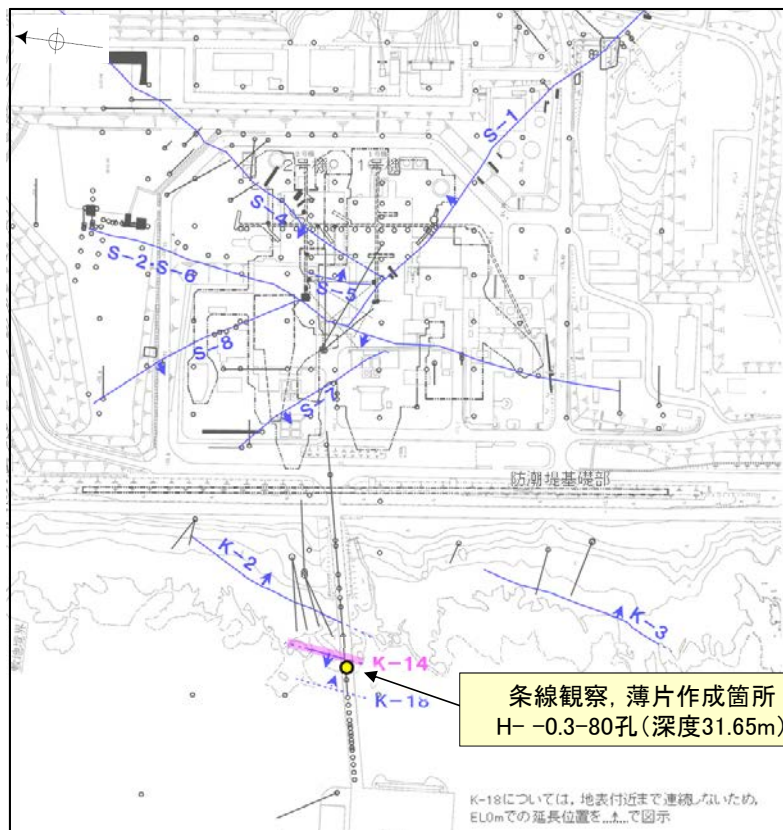 S-1
2号機
1号機
S-4
S-2・S-6
S-5
S-8
S-7
防潮堤基礎部
K-2
K-3
K-14
K-18
条線観察, 薄片作成箇所
H- -0.3-80孔(深度31.65m)
K-18については, 地表付近まで連続しないため,
EL0mでの延長位置を で図示